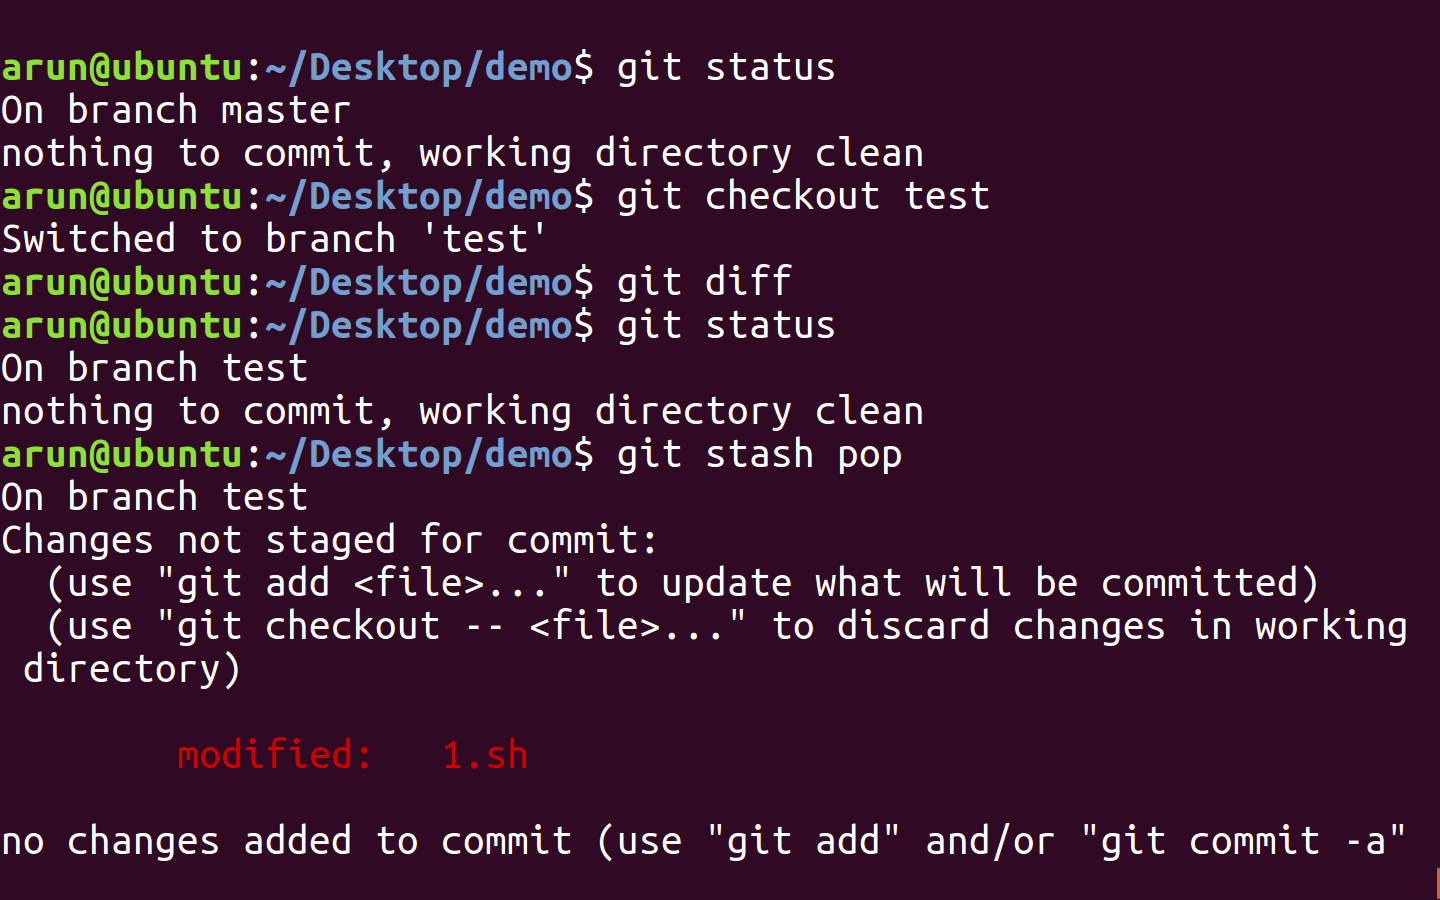 arun@ubuntu:~/Desktop/demo$ git status
On branch master
nothing to commit, working directory clean
arun@ubuntu:~/Desktop/demo$ git checkout test
Switched to branch 'test'
arun@ubuntu:~/Desktop/demo$ git diff
arun@ubuntu:~/Desktop/demo$ git status
On branch test
nothing to commit, working directory clean
arun@ubuntu:~/Desktop/demo$ git stash pop
On branch test
Changes not staged for commit:
  (use "git add <file>..." to update what will be committed)
  (use "git checkout -- <file>..." to discard changes in working
 directory)
        modified:   1.sh
no changes added to commit (use "git add" and/or "git commit -a"